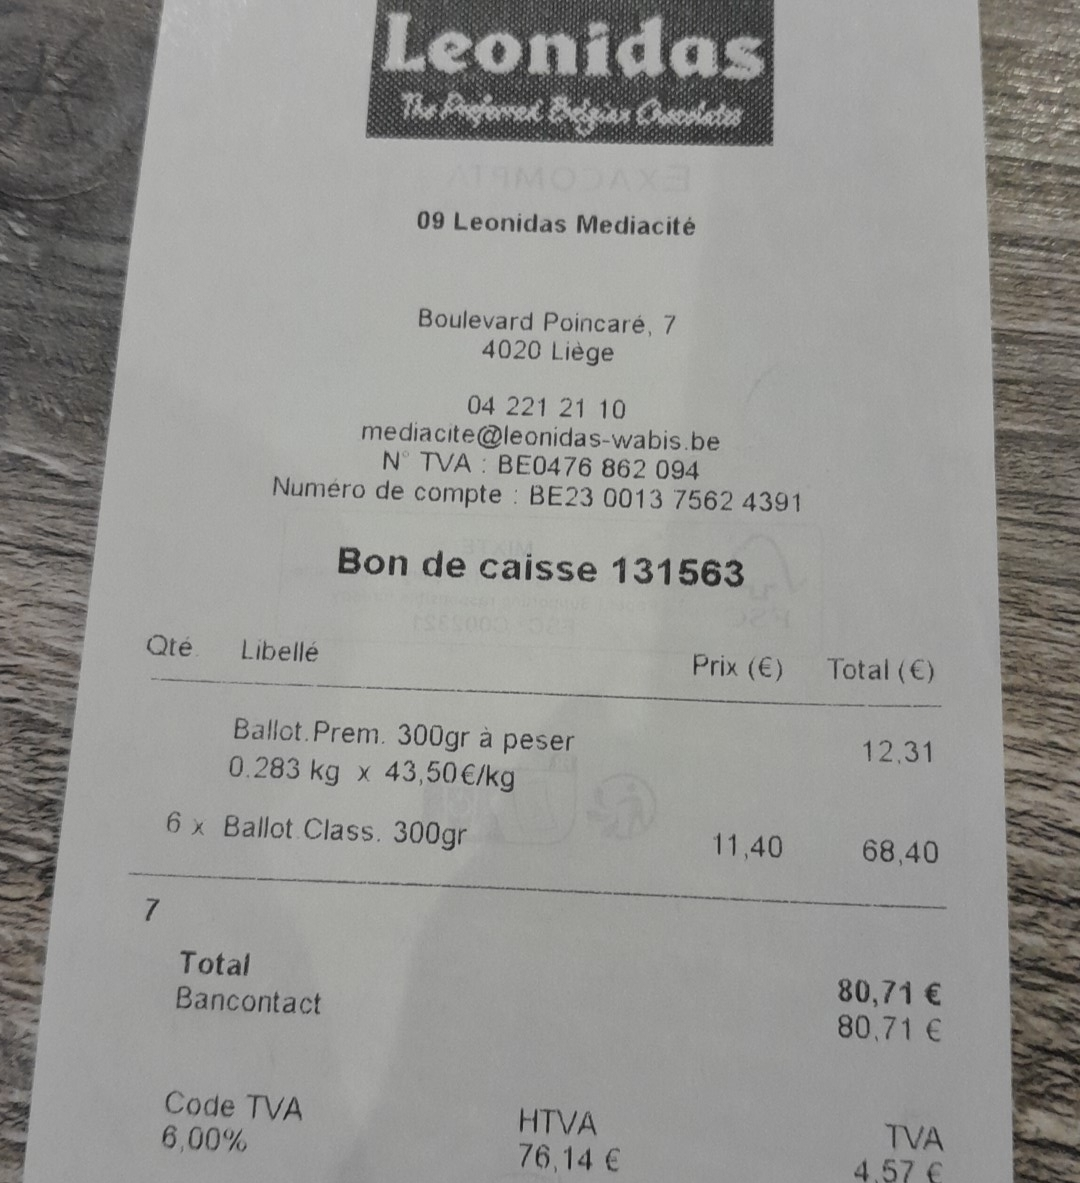 Leonidas
The Preferred Belgian Chocolates
EXACOMPTA
09 Leonidas Mediacité
Boulevard Poincaré, 7
4020 Liège
04 221 21 10
mediacite@leonidas-wabis.be
N° TVA : BE0476 862 094
Numéro de compte : BE23 0013 7562 4391
Bon de caisse 131563
Qté. Libellé Prix (€) Total (€)
Ballot.Prem. 300gr à peser 12,31
0.283 kg x 43,50€/kg
6 x Ballot.Class. 300gr 11,40 68,40
7
Total 80,71 €
Bancontact 80,71 €
Code TVA HTVA TVA
6,00% 76,14 € 4,57 €